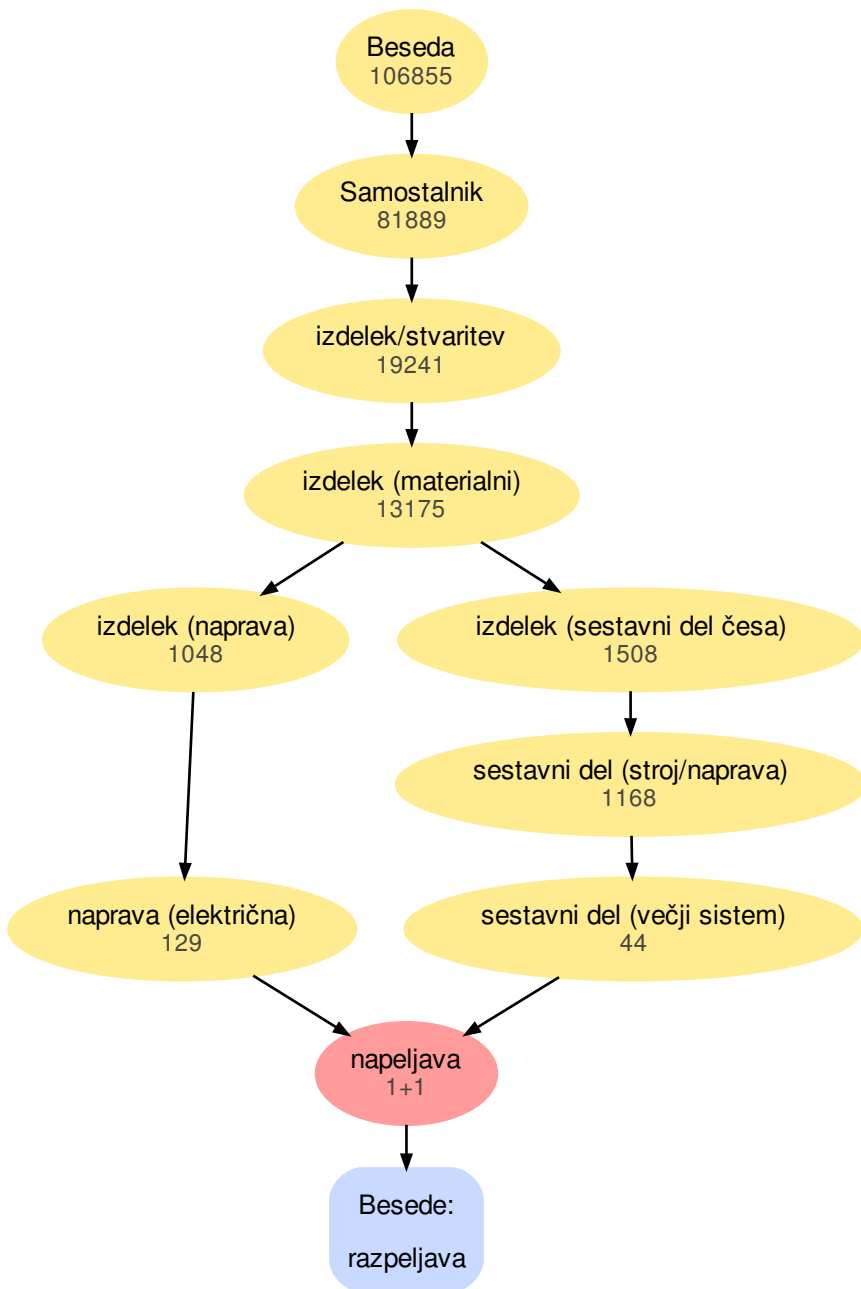 Beseda
106855
Samostalnik
81889
izdelek/stvaritev
19241
izdelek (materialni)
13175
izdelek (naprava)
1048
izdelek (sestavni del česa)
1508
sestavni del (stroj/naprava)
1168
naprava (električna)
129
sestavni del (večji sistem)
44
napeljava
1+1
Besede:
razpeljava